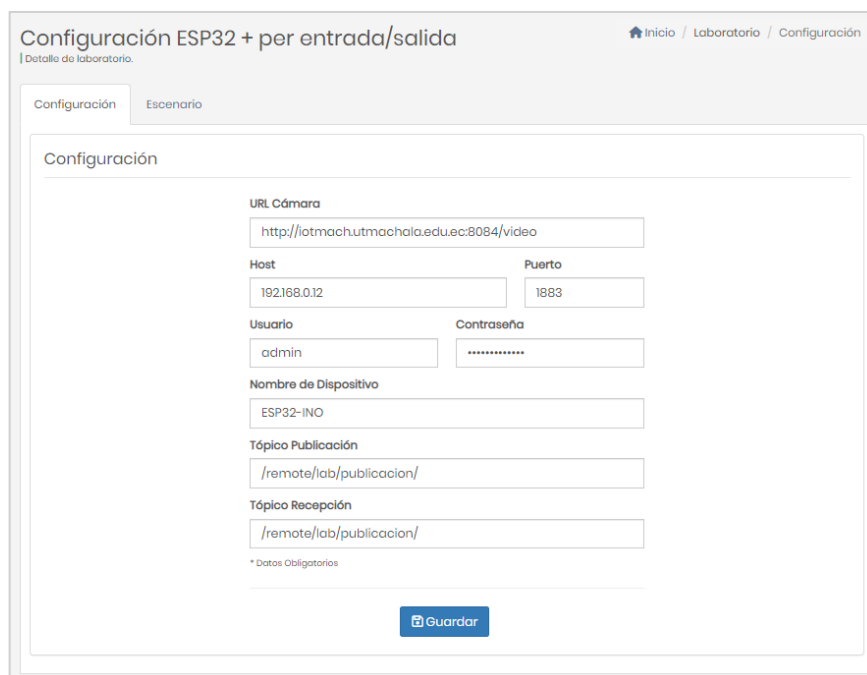 Configuración ESP32 + per entrada/salida
Inicio / Laboratorio / Configuración
Detalle de laboratorio.
Configuración Escenario
Configuración
URL Cámara
http://iotmach.utmachala.edu.ec:8084/video
Host Puerto
192.168.0.12 1883
Usuario Contraseña
admin •••••••••••••
Nombre de Dispositivo
ESP32-INO
Tópico Publicación
/remote/lab/publicacion/
Tópico Recepción
/remote/lab/publicacion/
* Datos Obligatorios
Guardar